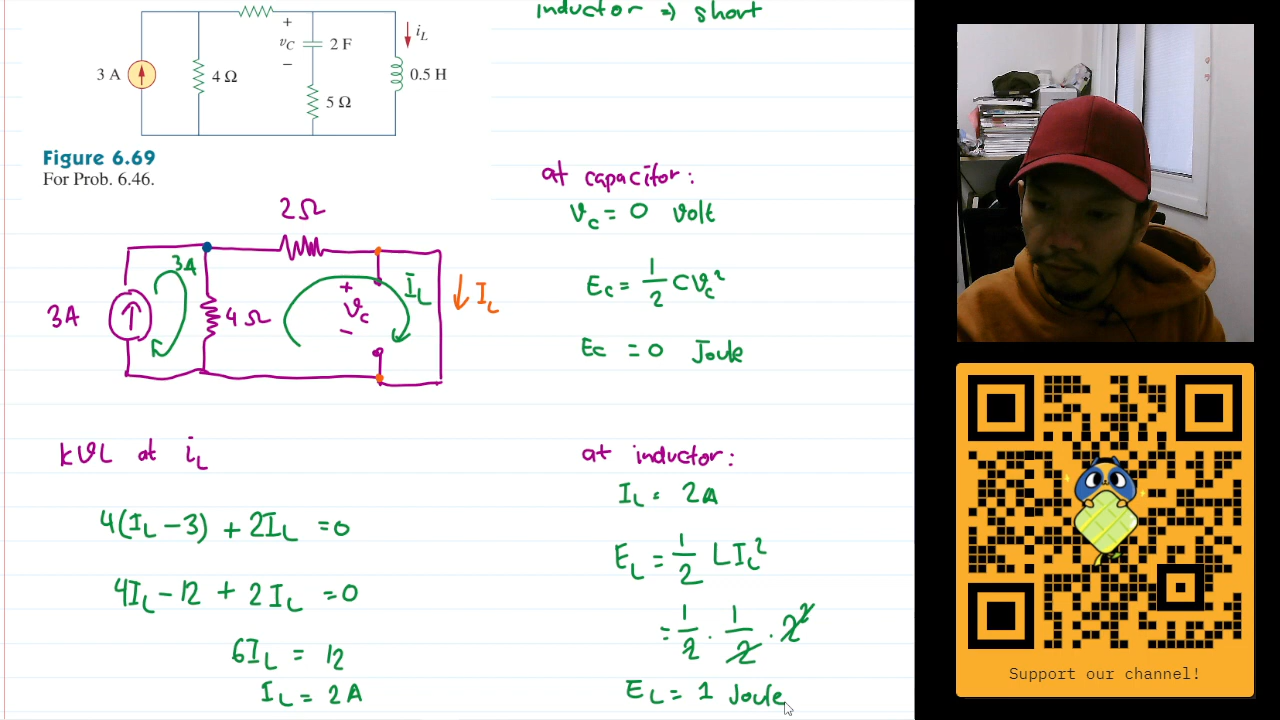 inductor ⇒ short
+
v_C
−
2 F
i_L
3 A
4 Ω
0.5 H
5 Ω
Figure 6.69
For Prob. 6.46.
2Ω
3A
3A
4 Ω
+
V_c
−
I_L
I_L
at capacitor:
V_c = 0 volt
E_c = 1/2 C V_c²
E_c = 0 Joule
KVL at i_L
4(I_L − 3) + 2I_L = 0
4I_L − 12 + 2I_L = 0
6I_L = 12
I_L = 2A
at inductor:
I_L = 2A
E_L = 1/2 L I_L²
= 1/2 · 1/2 · 2²
E_L = 1 Joule
Support our channel!